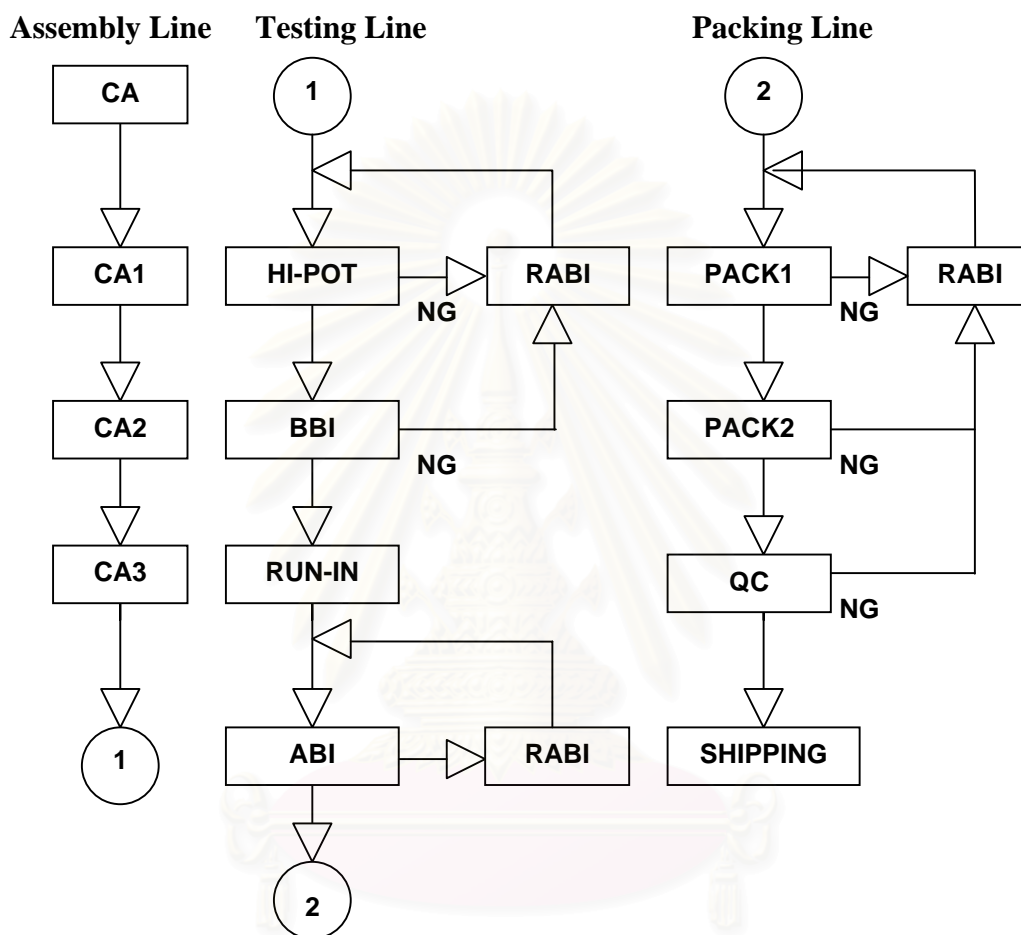 Assembly Line
Testing Line
Packing Line
CA
CA1
CA2
CA3
1
1
HI-POT
NG
RABI
BBI
NG
RUN-IN
ABI
RABI
2
2
PACK1
NG
RABI
PACK2
NG
QC
NG
SHIPPING